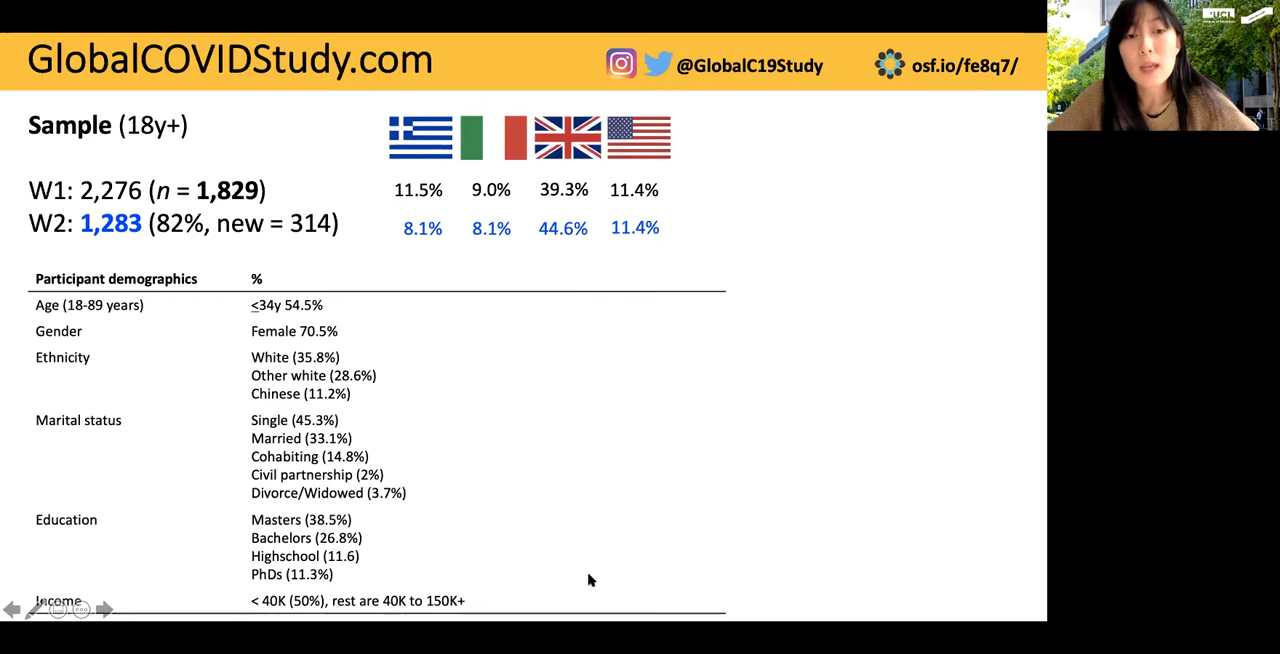 GlobalCOVIDStudy.com
@GlobalC19Study
osf.io/fe8q7/
UCL
Sample (18y+)
W1: 2,276 (n = 1,829)
11.5% 9.0% 39.3% 11.4%
W2: 1,283 (82%, new = 314)
8.1% 8.1% 44.6% 11.4%
Participant demographics %
Age (18-89 years) <34y 54.5%
Gender Female 70.5%
Ethnicity White (35.8%)
Other white (28.6%)
Chinese (11.2%)
Marital status Single (45.3%)
Married (33.1%)
Cohabiting (14.8%)
Civil partnership (2%)
Divorce/Widowed (3.7%)
Education Masters (38.5%)
Bachelors (26.8%)
Highschool (11.6)
PhDs (11.3%)
Income < 40K (50%), rest are 40K to 150K+